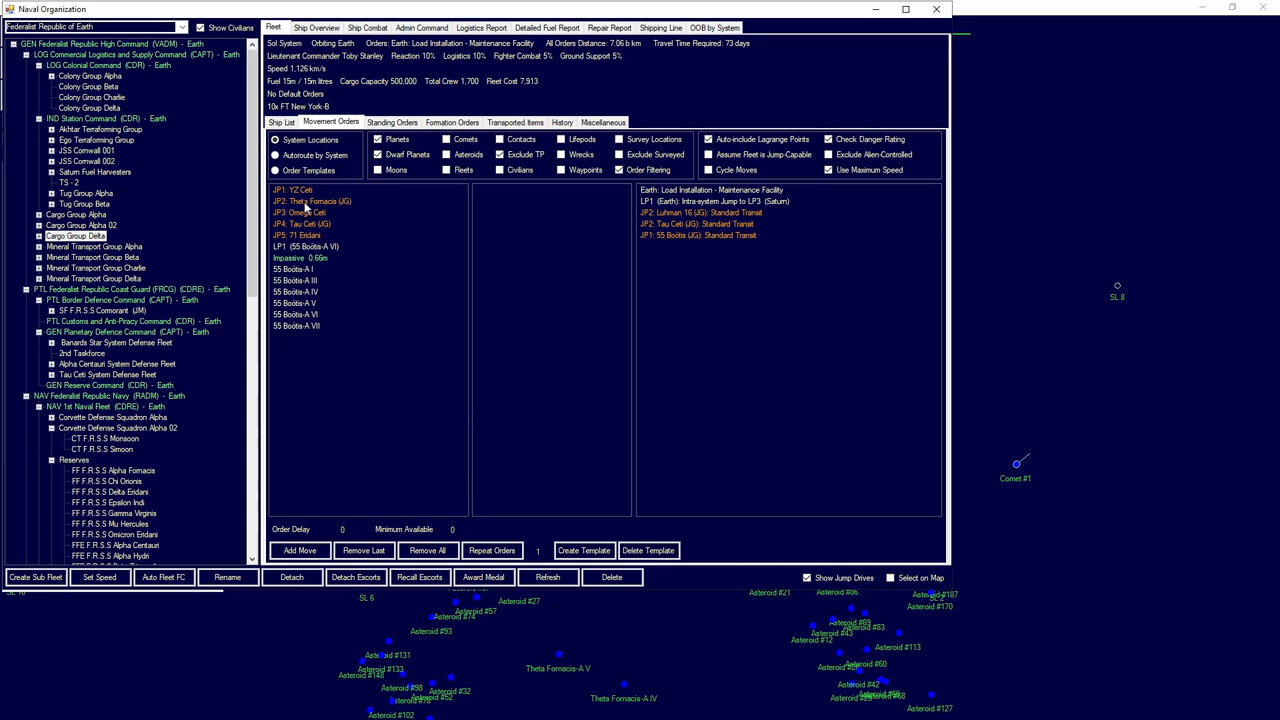 Naval Organization
Federalist Republic of Earth
Show Civilians
GEN Federalist Republic High Command (VADM) - Earth
LOG Commercial Logistics and Supply Command (CAPT) - Earth
LOG Colonial Command (CDR) - Earth
Colony Group Alpha
Colony Group Beta
Colony Group Charlie
Colony Group Delta
IND Station Command (CDR) - Earth
Akhtar Terraforming Group
Ego Terraforming Group
JSS Cornwall 001
JSS Cornwall 002
Saturn Fuel Harvesters
TS - 2
Tug Group Alpha
Tug Group Beta
Cargo Group Alpha
Cargo Group Alpha 02
Cargo Group Delta
Mineral Transport Group Alpha
Mineral Transport Group Beta
Mineral Transport Group Charlie
Mineral Transport Group Delta
PTL Federalist Republic Coast Guard (FRCG) (CDRE) - Earth
PTL Border Defence Command (CAPT) - Earth
SF F.R.S.S Cormorant (JM)
PTL Customs and Anti-Piracy Command (CDR) - Earth
GEN Planetary Defence Command (CAPT) - Earth
Banards Star System Defense Fleet
2nd Taskforce
Alpha Centauri System Defense Fleet
Tau Ceti System Defense Fleet
GEN Reserve Command (CDR) - Earth
NAV Federalist Republic Navy (RADM) - Earth
NAV 1st Naval Fleet (CDRE) - Earth
Corvette Defense Squadron Alpha
Corvette Defense Squadron Alpha 02
CT F.R.S.S Monsoon
CT F.R.S.S Simoon
Reserves
FF F.R.S.S Alpha Fornacis
FF F.R.S.S Chi Orionis
FF F.R.S.S Delta Eridani
FF F.R.S.S Epsilon Indi
FF F.R.S.S Gamma Virginis
FF F.R.S.S Mu Hercules
FF F.R.S.S Omicron Eridani
FFE F.R.S.S Alpha Centauri
FFE F.R.S.S Alpha Hydri
Fleet Ship Overview Ship Combat Admin Command Logistics Report Detailed Fuel Report Repair Report Shipping Line OOB by System
Sol System Orbiting Earth Orders: Earth: Load Installation - Maintenance Facility All Orders Distance: 7.06 b km Travel Time Required: 73 days
Lieutenant Commander Toby Stanley Reaction 10% Logistics 10% Fighter Combat 5% Ground Support 5%
Speed 1,126 km/s
Fuel 15m / 15m litres Cargo Capacity 500,000 Total Crew 1,700 Fleet Cost 7,913
No Default Orders
10x FT New York-B
Ship List Movement Orders Standing Orders Formation Orders Transported Items History Miscellaneous
System Locations Planets Comets Contacts Lifepods Survey Locations Auto-include Lagrange Points Check Danger Rating
Autoroute by System Dwarf Planets Asteroids Exclude TP Wrecks Exclude Surveyed Assume Fleet is Jump-Capable Exclude Alien-Controlled
Order Templates Moons Fleets Civilians Waypoints Order Filtering Cycle Moves Use Maximum Speed
JP1: YZ Ceti
JP2: Theta Fornacis (JG)
JP3: Omega Ceti
JP4: Tau Ceti (JG)
JP5: 71 Eridani
LP1 (55 Boötis-A VI)
Impassive 0.66m
55 Boötis-A I
55 Boötis-A III
55 Boötis-A IV
55 Boötis-A V
55 Boötis-A VI
55 Boötis-A VII
Earth: Load Installation - Maintenance Facility
LP1 (Earth): Intra-system Jump to LP3 (Saturn)
JP2: Luhman 16 (JG): Standard Transit
JP2: Tau Ceti (JG): Standard Transit
JP1: 55 Boötis (JG): Standard Transit
Order Delay 0 Minimum Available 0
Add Move Remove Last Remove All Repeat Orders 1 Create Template Delete Template
Create Sub Fleet Set Speed Auto Fleet FC Rename Detach Detach Escorts Recall Escorts Award Medal Refresh Delete Show Jump Drives Select on Map
SL 8
Comet #1
SL 6
Asteroid #27
Asteroid #57
Asteroid #74
Asteroid #93
Asteroid #131
Asteroid #133
Asteroid #148
Asteroid #98
Asteroid #32
Asteroid #102
Theta Fornacis-A V
Theta Fornacis-A IV
Asteroid #21
Asteroid #86
Asteroid #187
Asteroid #170
Asteroid #69
Asteroid #83
Asteroid #43
Asteroid #12
Asteroid #113
Asteroid #60
Asteroid #42
Asteroid #127